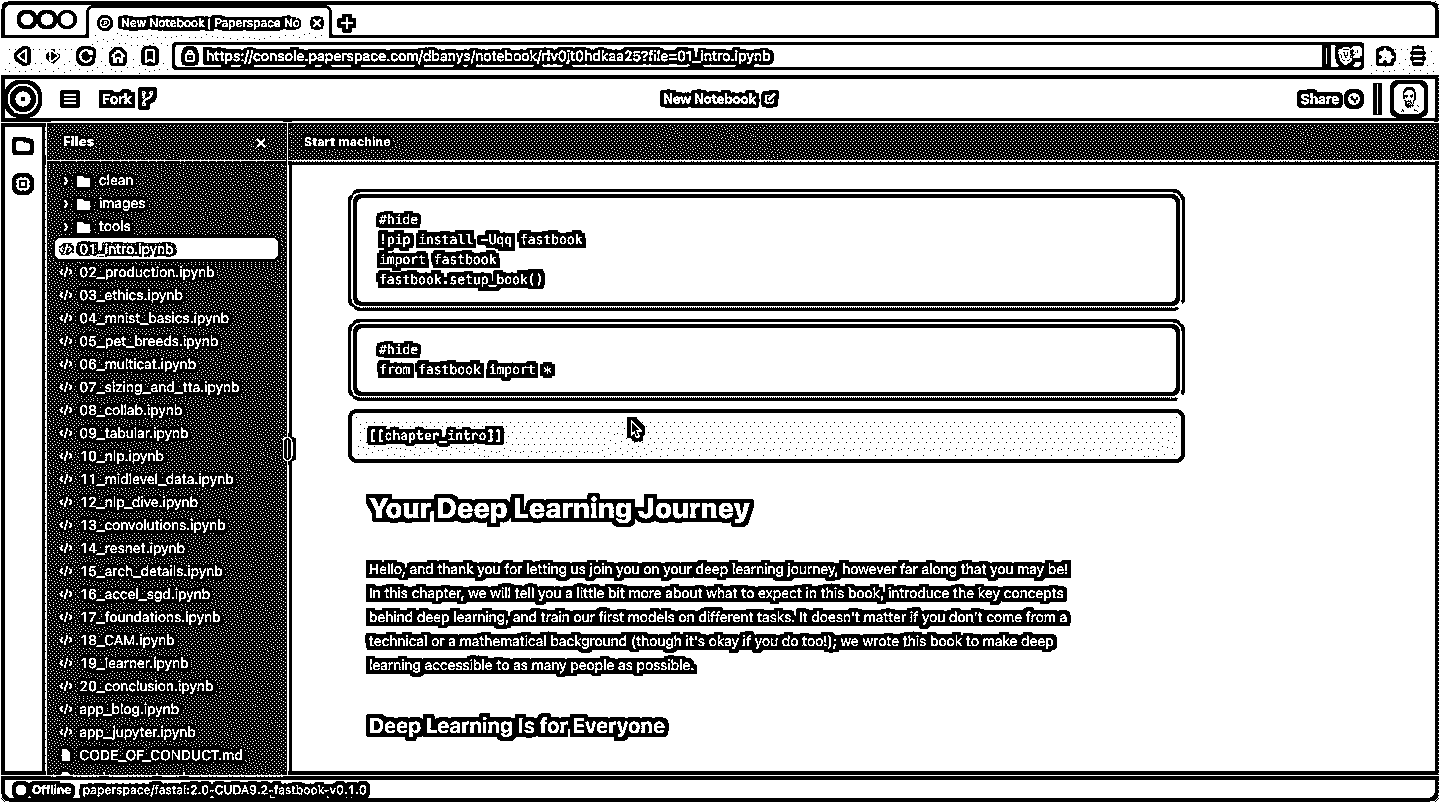 New Notebook | Paperspace No
https://console.paperspace.com/dbanys/notebook/rlv0jt0hdkaa25?file=01_intro.ipynb
Fork
New Notebook
Share
Files
Start machine
clean
images
tools
01_intro.ipynb
02_production.ipynb
03_ethics.ipynb
04_mnist_basics.ipynb
05_pet_breeds.ipynb
06_multicat.ipynb
07_sizing_and_tta.ipynb
08_collab.ipynb
09_tabular.ipynb
10_nlp.ipynb
11_midlevel_data.ipynb
12_nlp_dive.ipynb
13_convolutions.ipynb
14_resnet.ipynb
15_arch_details.ipynb
16_accel_sgd.ipynb
17_foundations.ipynb
18_CAM.ipynb
19_learner.ipynb
20_conclusion.ipynb
app_blog.ipynb
app_jupyter.ipynb
CODE_OF_CONDUCT.md
#hide
!pip install -Uqq fastbook
import fastbook
fastbook.setup_book()
#hide
from fastbook import *
[[chapter_intro]]
Your Deep Learning Journey
Hello, and thank you for letting us join you on your deep learning journey, however far along that you may be!
In this chapter, we will tell you a little bit more about what to expect in this book, introduce the key concepts
behind deep learning, and train our first models on different tasks. It doesn't matter if you don't come from a
technical or a mathematical background (though it's okay if you do too!); we wrote this book to make deep
learning accessible to as many people as possible.
Deep Learning Is for Everyone
Offline
paperspace/fastai:2.0-CUDA9.2-fastbook-v0.1.0